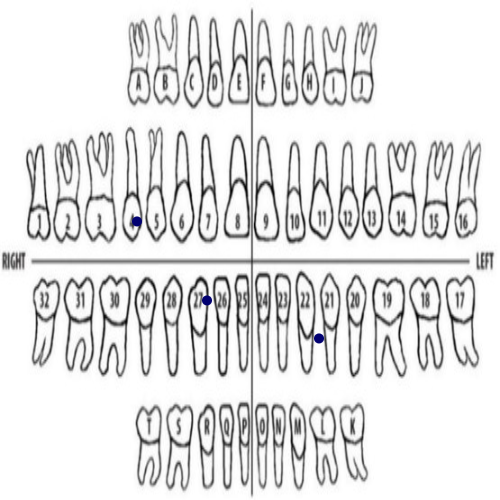 A B C D E F G H I J
1 2 3 4 5 6 7 8 9 10 11 12 13 14 15 16
RIGHT LEFT
32 31 30 29 28 27 26 25 24 23 22 21 20 19 18 17
T S R Q P O N M L K